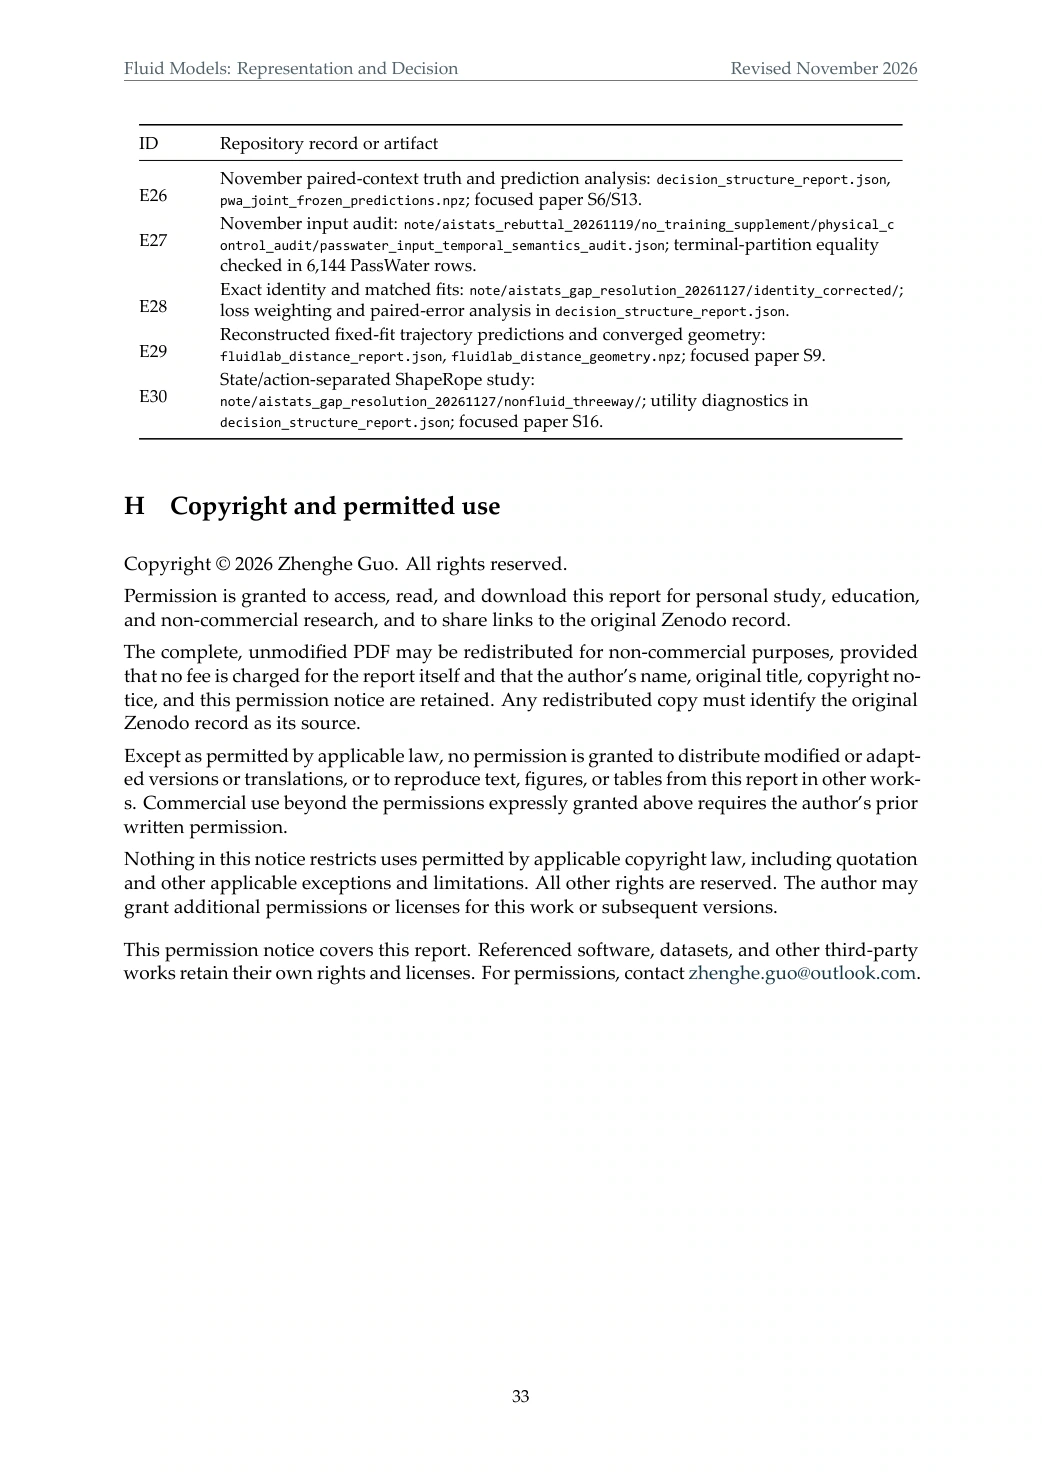 Fluid Models: Representation and Decision Revised November 2026
ID Repository record or artifact
E26 November paired-context truth and prediction analysis: decision_structure_report.json,
pwa_joint_frozen_predictions.npz; focused paper S6/S13.
E27 November input audit: note/aistats_rebuttal_20261119/no_training_supplement/physical_c
ontrol_audit/passwater_input_temporal_semantics_audit.json; terminal-partition equality
checked in 6,144 PassWater rows.
E28 Exact identity and matched fits: note/aistats_gap_resolution_20261127/identity_corrected/;
loss weighting and paired-error analysis in decision_structure_report.json.
E29 Reconstructed fixed-fit trajectory predictions and converged geometry:
fluidlab_distance_report.json, fluidlab_distance_geometry.npz; focused paper S9.
E30 State/action-separated ShapeRope study:
note/aistats_gap_resolution_20261127/nonfluid_threeway/; utility diagnostics in
decision_structure_report.json; focused paper S16.
H Copyright and permitted use
Copyright © 2026 Zhenghe Guo. All rights reserved.
Permission is granted to access, read, and download this report for personal study, education,
and non-commercial research, and to share links to the original Zenodo record.
The complete, unmodified PDF may be redistributed for non-commercial purposes, provided
that no fee is charged for the report itself and that the author's name, original title, copyright no-
tice, and this permission notice are retained. Any redistributed copy must identify the original
Zenodo record as its source.
Except as permitted by applicable law, no permission is granted to distribute modified or adapt-
ed versions or translations, or to reproduce text, figures, or tables from this report in other work-
s. Commercial use beyond the permissions expressly granted above requires the author's prior
written permission.
Nothing in this notice restricts uses permitted by applicable copyright law, including quotation
and other applicable exceptions and limitations. All other rights are reserved. The author may
grant additional permissions or licenses for this work or subsequent versions.
This permission notice covers this report. Referenced software, datasets, and other third-party
works retain their own rights and licenses. For permissions, contact zhenghe.guo@outlook.com.
33